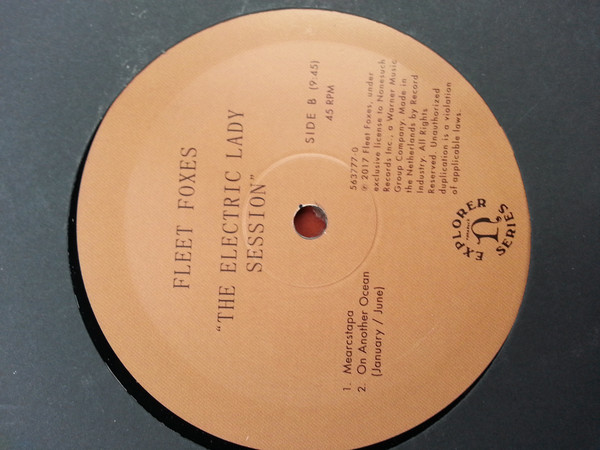 FLEET FOXES
"THE ELECTRIC LADY
SESSION"
SIDE B (9:45)
45 RPM
563777-0
℗ 2017 Fleet Foxes, under
exclusive license to Nonesuch
Records Inc., a Warner Music
Group Company. Made in
the Netherlands by Record
Industry. All Rights
Reserved. Unauthorized
duplication is a violation
of applicable laws.
1. Mearcstapa
2. On Another Ocean
(January / June)
EXPLORER
SERIES